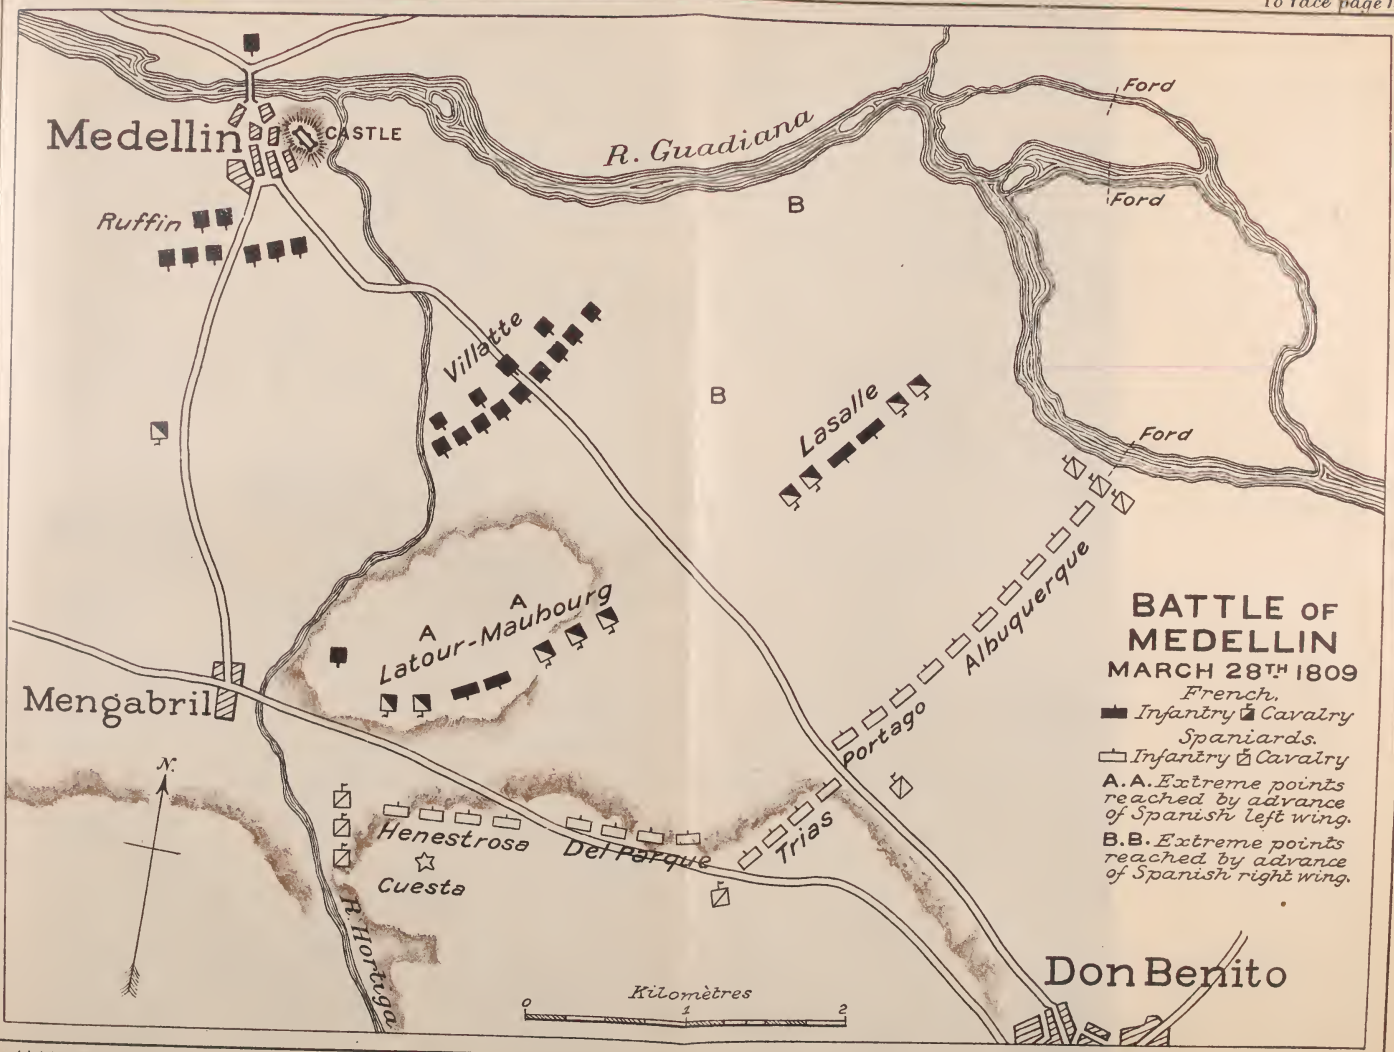 To face page
Ford
Medellin
CASTLE
R. Guadiana
Ford
B
Ruffin
Villatte
B
Lasalle
Ford
Albuquerque
A
A
Latour-Maubourg
Mengabril
Portago
N.
Henestrosa
Del Parque
Trias
Cuesta
R. Hortiga
Don Benito
Kilomètres
0 1 2
BATTLE OF
MEDELLIN
MARCH 28TH 1809
French.
Infantry Cavalry
Spaniards.
Infantry Cavalry
A.A. Extreme points
reached by advance
of Spanish left wing.
B.B. Extreme points
reached by advance
of Spanish right wing.